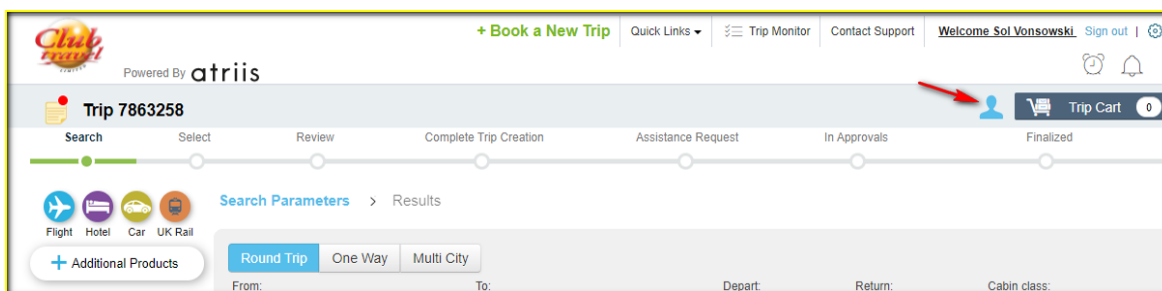 Club
travel
LIMITED
Powered By atriis
+ Book a New Trip
Quick Links
Trip Monitor
Contact Support
Welcome Sol Vonsowski
Sign out |
Trip 7863258
Trip Cart 0
Search
Select
Review
Complete Trip Creation
Assistance Request
In Approvals
Finalized
Flight
Hotel
Car
UK Rail
Search Parameters > Results
+ Additional Products
Round Trip
One Way
Multi City
From:
To:
Depart:
Return:
Cabin class: